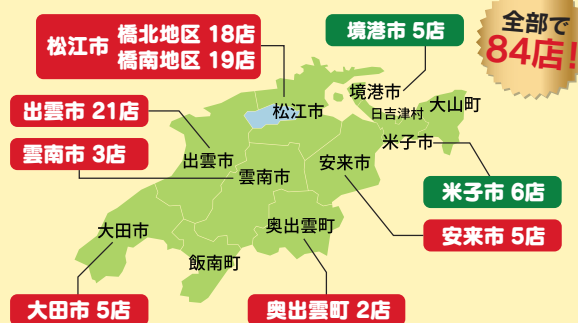 松江市 橋北地区 18店
橋南地区 19店
境港市 5店
全部で
84店!
出雲市 21店
雲南市 3店
境港市
日吉津村
大山町
松江市
米子市
出雲市
雲南市
安来市
米子市 6店
安来市 5店
大田市
奥出雲町
飯南町
大田市 5店
奥出雲町 2店